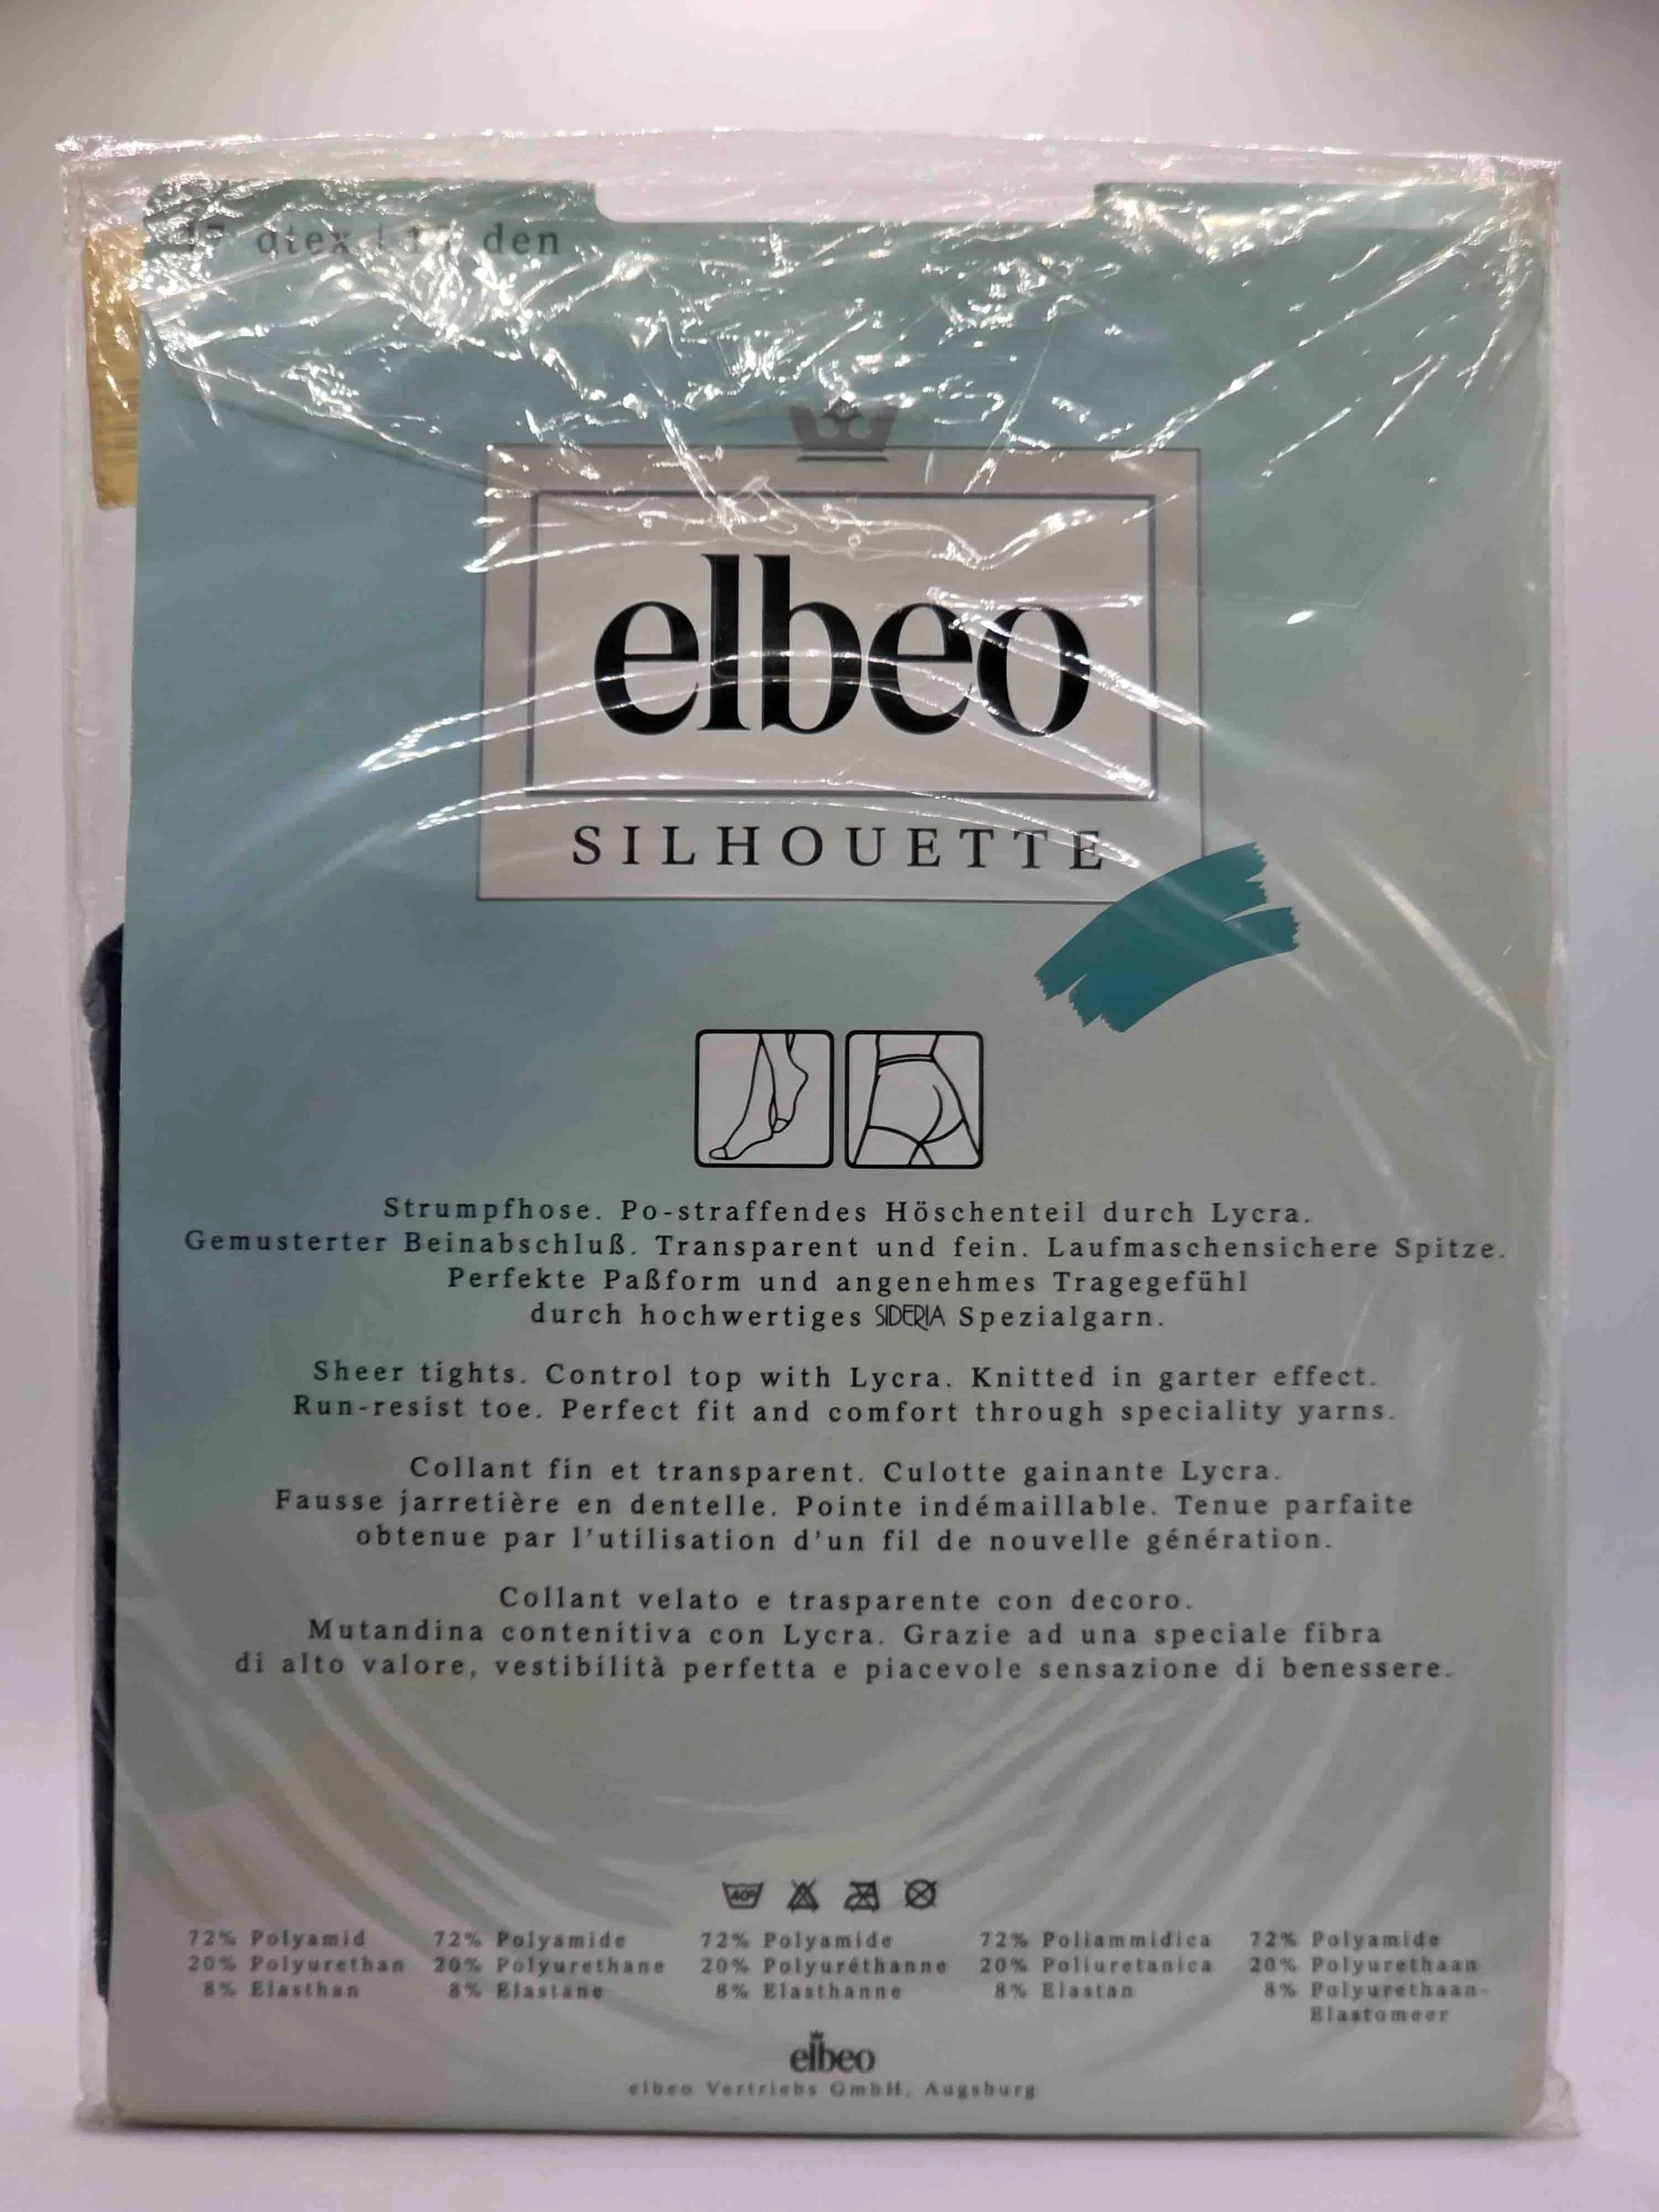 dtex den
elbeo
SILHOUETTE
Strumpfhose. Po-straffendes Höschenteil durch Lycra.
Gemusterter Beinabschluß. Transparent und fein. Laufmaschensichere Spitze.
Perfekte Paßform und angenehmes Tragegefühl
durch hochwertiges SIDERIA Spezialgarn.
Sheer tights. Control top with Lycra. Knitted in garter effect.
Run-resist toe. Perfect fit and comfort through speciality yarns.
Collant fin et transparent. Culotte gainante Lycra.
Fausse jarretière en dentelle. Pointe indémaillable. Tenue parfaite
obtenue par l'utilisation d'un fil de nouvelle génération.
Collant velato e trasparente con decoro.
Mutandina contenitiva con Lycra. Grazie ad una speciale fibra
di alto valore, vestibilità perfetta e piacevole sensazione di benessere.
40°
72% Polyamid 72% Polyamide 72% Polyamide 72% Poliammidica 72% Polyamide
20% Polyurethan 20% Polyurethane 20% Polyuréthanne 20% Poliuretanica 20% Polyurethaan
8% Elasthan 8% Elastane 8% Elasthanne 8% Elastan 8% Polyurethaan-
Elastomeer
elbeo
elbeo Vertriebs GmbH, Augsburg